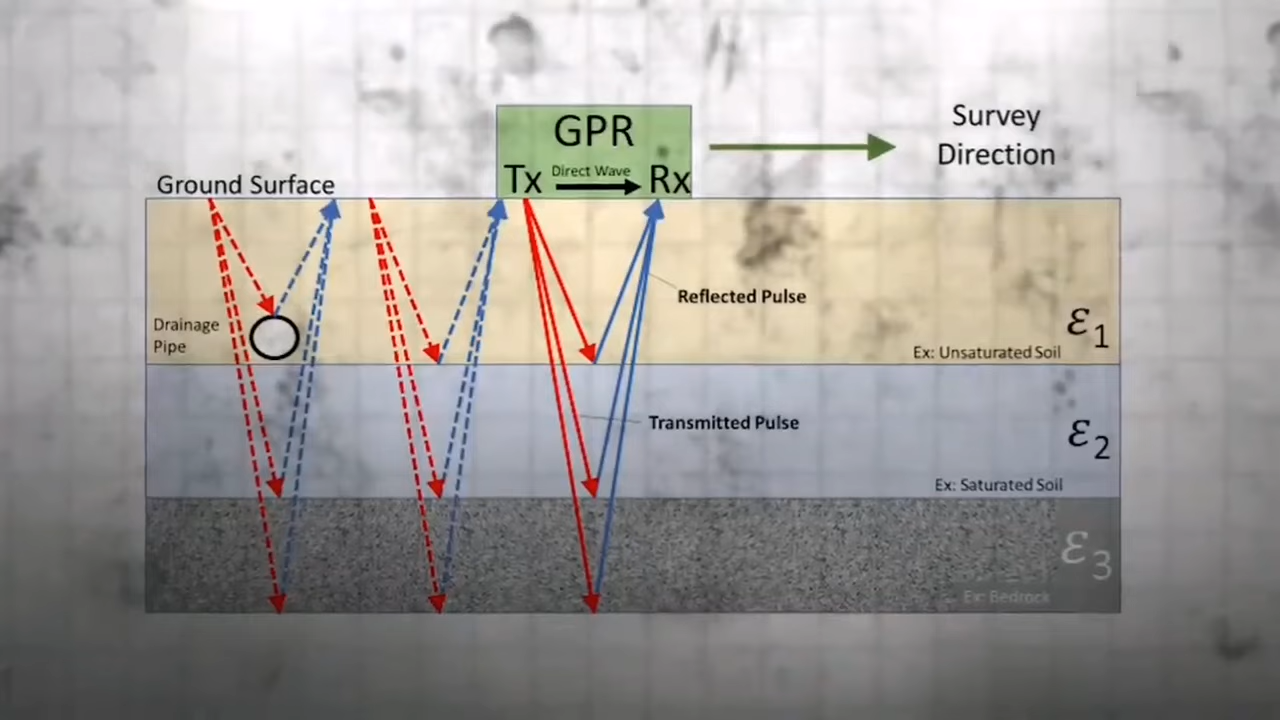 GPR
Survey
Direction
Direct Wave
Tx
Rx
Ground Surface
Reflected Pulse
Drainage
Pipe
ε1
Ex: Unsaturated Soil
Transmitted Pulse
ε2
Ex: Saturated Soil
ε3
Ex: Bedrock